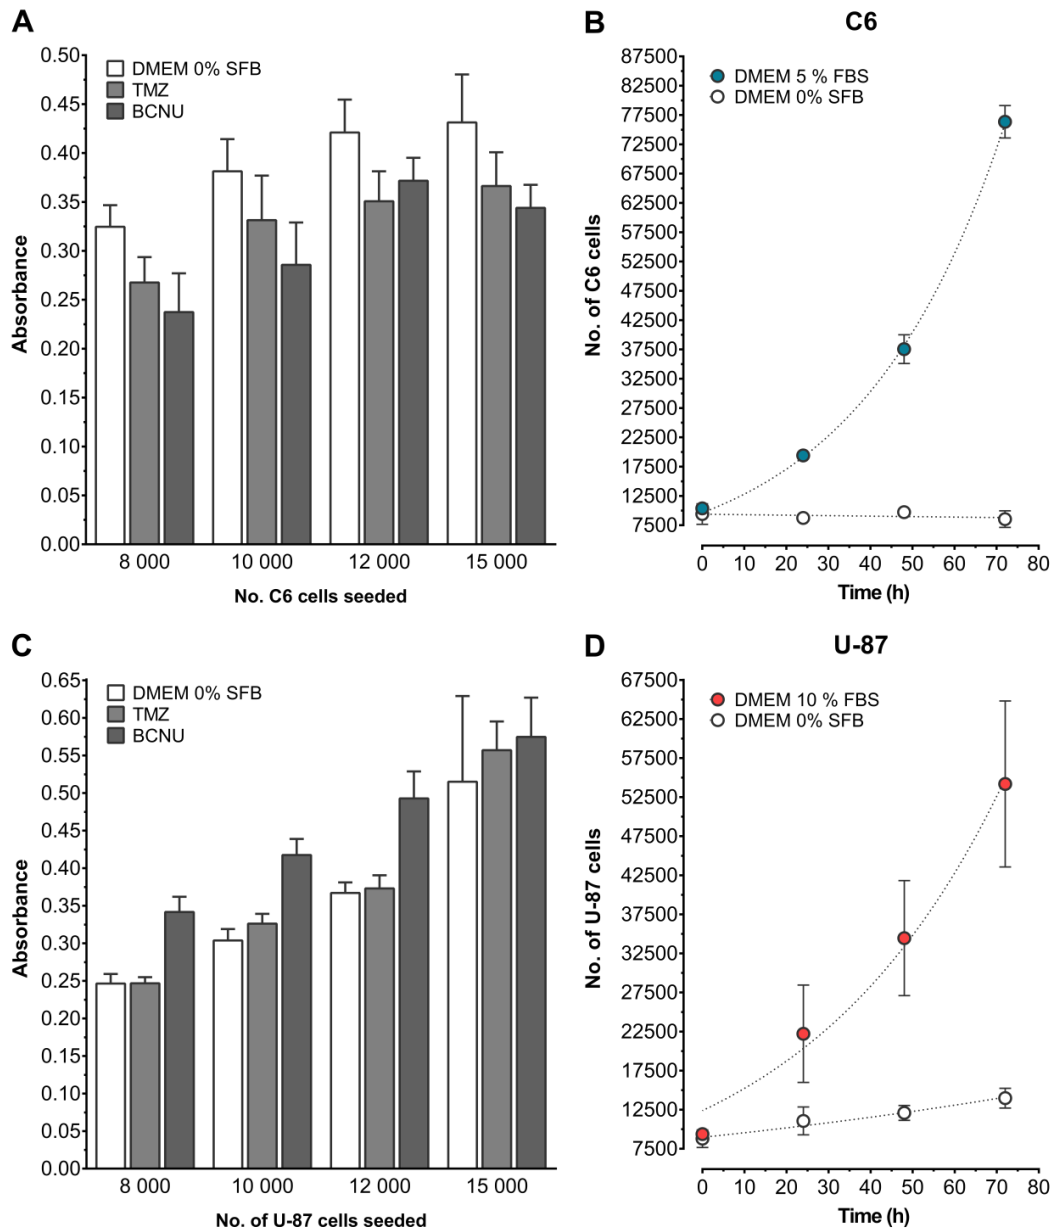 A
0.50
0.45
0.40
0.35
0.30
0.25
0.20
0.15
0.10
0.05
0.00
Absorbance
DMEM 0% SFB
TMZ
BCNU
8 000 10 000 12 000 15 000
No. C6 cells seeded
B
C6
87500
82500
77500
72500
67500
62500
57500
52500
47500
42500
37500
32500
27500
22500
17500
12500
7500
No. of C6 cells
DMEM 5 % FBS
DMEM 0% SFB
0 10 20 30 40 50 60 70 80
Time (h)
C
0.65
0.60
0.55
0.50
0.45
0.40
0.35
0.30
0.25
0.20
0.15
0.10
0.05
0.00
Absorbance
DMEM 0% SFB
TMZ
BCNU
8 000 10 000 12 000 15 000
No. of U-87 cells seeded
D
U-87
67500
62500
57500
52500
47500
42500
37500
32500
27500
22500
17500
12500
7500
No. of U-87 cells
DMEM 10 % FBS
DMEM 0% SFB
0 10 20 30 40 50 60 70 80
Time (h)